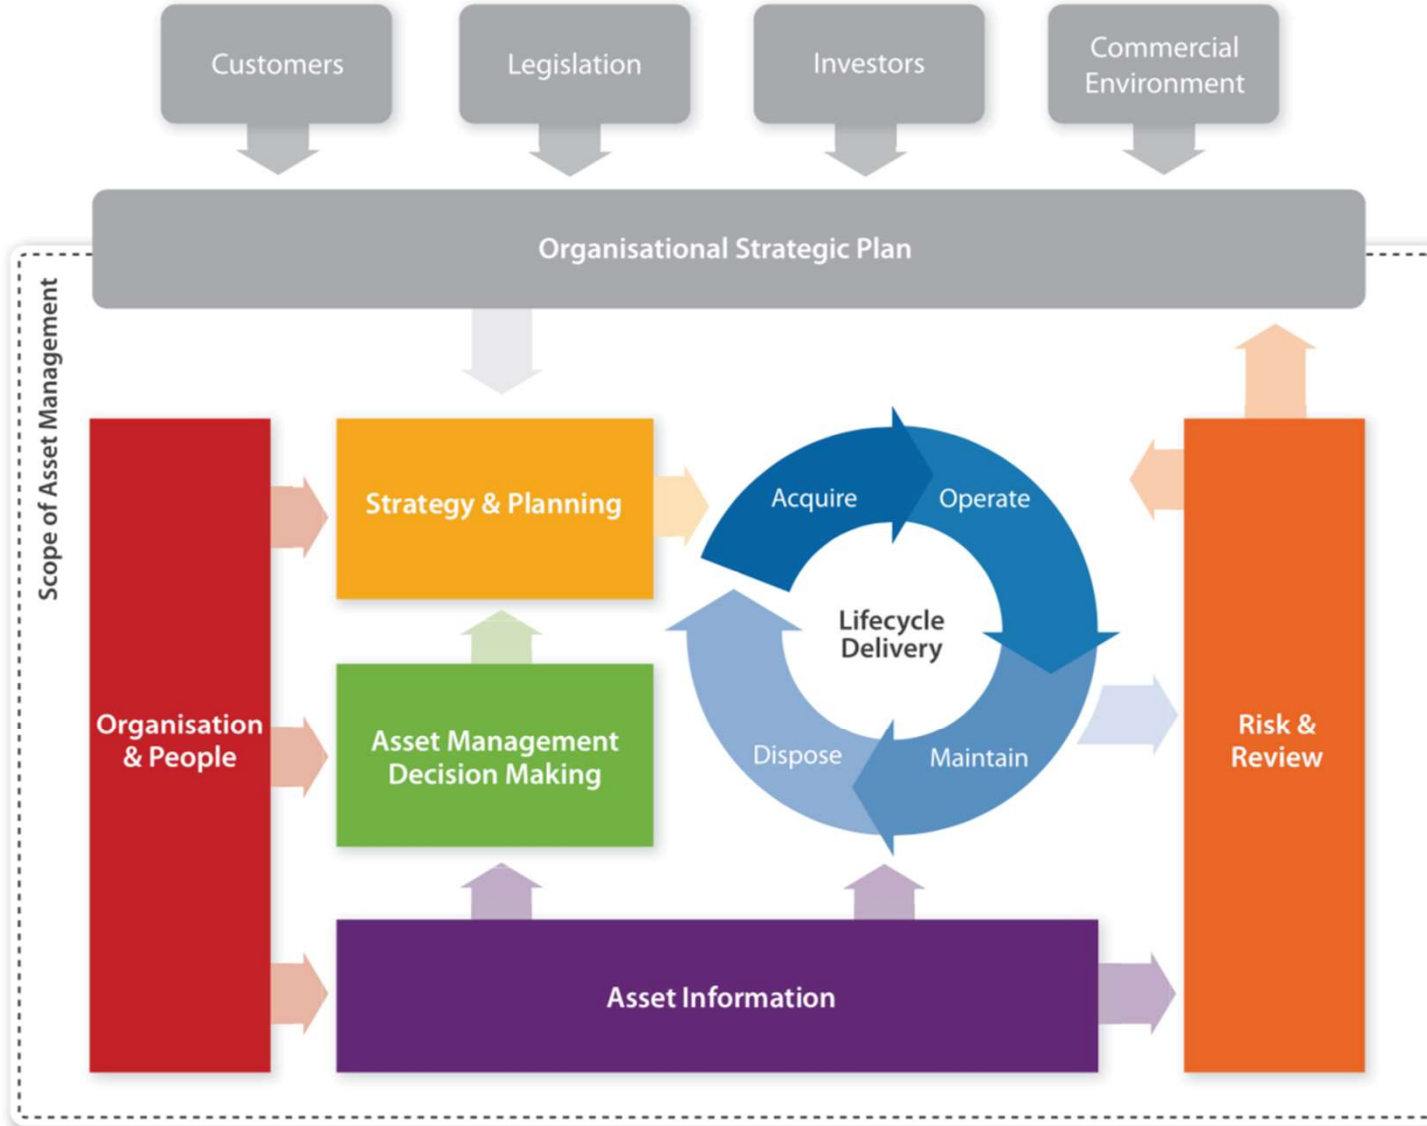 Customers
Legislation
Investors
Commercial
Environment
Organisational Strategic Plan
Scope of Asset Management
Strategy & Planning
Acquire
Operate
Lifecycle
Delivery
Organisation
& People
Asset Management
Decision Making
Dispose
Maintain
Risk &
Review
Asset Information